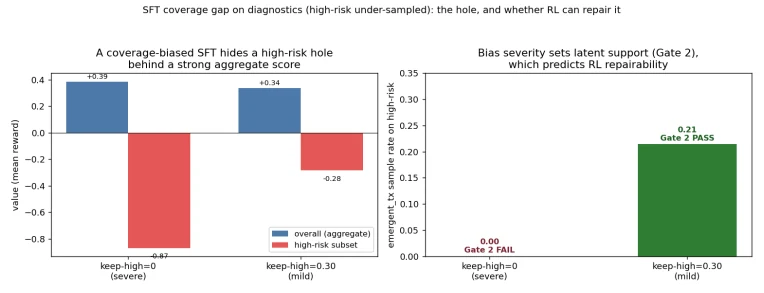 SFT coverage gap on diagnostics (high-risk under-sampled): the hole, and whether RL can repair it
A coverage-biased SFT hides a high-risk hole
behind a strong aggregate score
value (mean reward)
0.4
0.2
0.0
−0.2
−0.4
−0.6
−0.8
+0.39
-0.87
+0.34
-0.28
overall (aggregate)
high-risk subset
keep-high=0
(severe)
keep-high=0.30
(mild)
Bias severity sets latent support (Gate 2),
which predicts RL repairability
emergent_tx sample rate on high-risk
0.35
0.30
0.25
0.20
0.15
0.10
0.05
0.00
0.00
Gate 2 FAIL
0.21
Gate 2 PASS
keep-high=0
(severe)
keep-high=0.30
(mild)